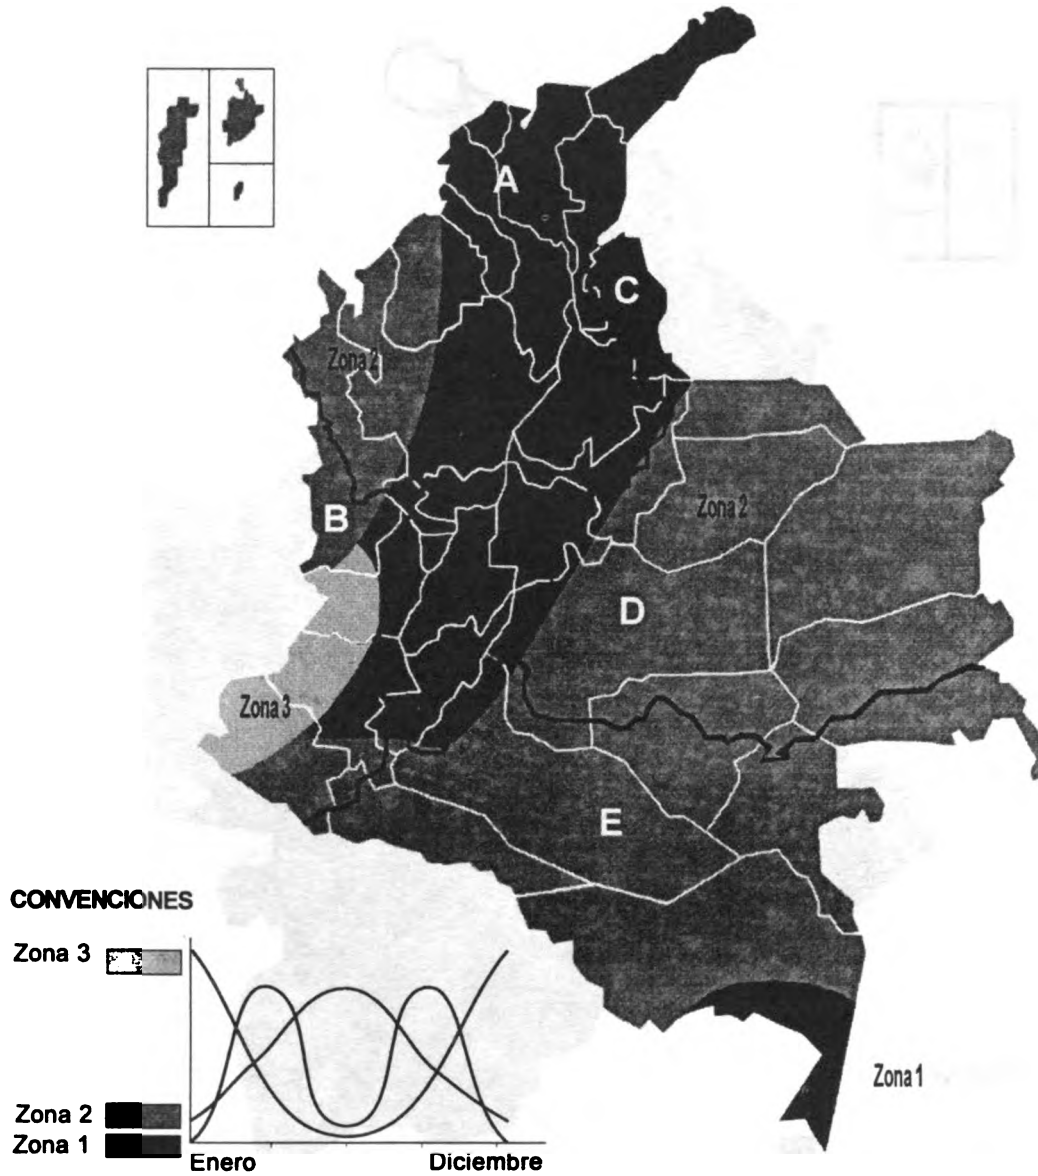 A
C
Zona 2
B
Zona 2
D
Zona 3
E
CONVENCIONES
Zona 3
Zona 2
Zona 1
Enero
Diciembre
Zona 1